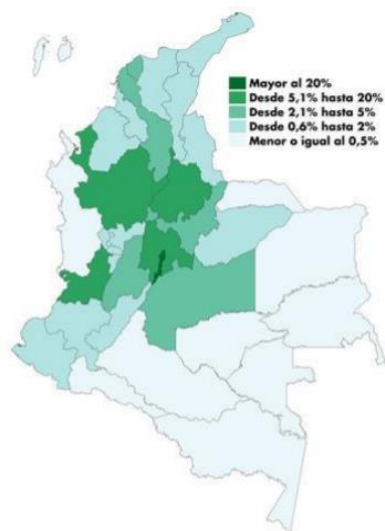 Mayor al 20%
Desde 5,1% hasta 20%
Desde 2,1% hasta 5%
Desde 0,6% hasta 2%
Menor o igual al 0,5%